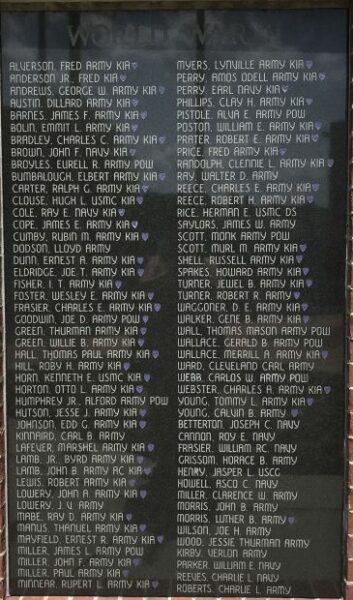 WORLD WAR
ALVERSON, FRED ARMY KIA
ANDERSON JR., FRED KIA
ANDREWS, GEORGE W. ARMY KIA
AUSTIN, DILLARD ARMY
BARNES, JAMES F. ARMY KIA
BOLIN, EMMIT L. ARMY KIA
BRADLEY, CHARLES C. ARMY KIA
BROWN, JOHN F. NAVY KIA
BROYLES, EURELL R. ARMY POW
BUMBALOUGH, ELBERT ARMY KIA
CARTER, RALPH G. ARMY KIA
CLOUSE, HUGH L. USMC KIA
COLE, RAY E. NAVY KIA
COPE, JAMES E. ARMY
CUMBY, RUBIN M. ARMY KIA
DODSON, LLOYD ARMY
DUNN, ERNEST A. ARMY KIA
ELDRIDGE, JOE T. ARMY KIA
FISHER, I. T. ARMY KIA
FOSTER, WESLEY E. ARMY KIA
FRASIER, CHARLES E. ARMY KIA
GOODWIN, JOE D. ARMY POW
GREEN, THURMAN ARMY KIA
GREEN, WILLIE B. ARMY KIA
HALL, THOMAS PAUL ARMY KIA
HILL, ROBY H. ARMY KIA
HORN, KENNETH E. USMC KIA
HORTON, OTTO L. ARMY KIA
HUMPHREY JR., ALFORD ARMY POW
HUTSON, JESSE J. ARMY KIA
JOHNSON, EDD G. ARMY KIA
KINNAIRD, CARL B. ARMY
LAFEVER, MARSHEL ARMY KIA
LAMB, JR., BYRD ARMY KIA
LAMB, JOHN B. ARMY AC KIA
LEWIS, ROBERT ARMY KIA
LOWERY, JOHN A. ARMY KIA
LOWERY, J. V. ARMY
MABE, RAY D. ARMY KIA
MANUS, THANUEL ARMY KIA
MAYFIELD, ERNEST R. ARMY KIA
MILLER, JAMES L. ARMY POW
MILLER, JOHN F. ARMY KIA
MILLER, PAUL ARMY KIA
MINNEAR, RUPERT L. ARMY KIA
MYERS, LYNVILLE ARMY KIA
PERRY, AMOS ODELL ARMY KIA
PERRY, EARL NAVY KIA
PHILLIPS, CLAY H. ARMY KIA
PISTOLE, ALVIA E. ARMY POW
POSTON, WILLIAM E. ARMY KIA
PRATER, ROBERT E. ARMY KIA
PRICE, FRED ARMY KIA
RANDOLPH, CLENNIE L. ARMY KIA
RAY, WALTER D. ARMY
REECE, CHARLES E. ARMY KIA
REECE, ROBERT H. ARMY KIA
RICE, HERMAN E. USMC DS
SAYLORS, JAMES W. ARMY
SCOTT, MONK ARMY POW
SCOTT, MURL M. ARMY KIA
SHELL, RUSSELL ARMY KIA
SPAKES, HOWARD ARMY KIA
TURNER, JEWEL B. ARMY KIA
TURNER, ROBERT R. ARMY
WAGGONER, D. E. ARMY KIA
WALKER, GENE B. ARMY KIA
WALL, THOMAS MASON ARMY POW
WALLACE, GERALD B. ARMY POW
WALLACE, MERRILL A. ARMY KIA
WARD, CLEVELAND CARL ARMY
WEBB, CARLOS W. ARMY POW
WEBSTER, CHARLES A. ARMY KIA
YOUNG, TOMMY L. ARMY KIA
YOUNG, CALVIN B. ARMY
BETTERTON, JOSEPH C. NAVY
CANNON, ROY E. NAVY
FRASIER, WILLIAM RC. NAVY
GRISSOM, HORACE B. ARMY
HENRY, JASPER L. USCC
HOWELL, ASCO C. NAVY
MILLER, CLARENCE W. ARMY
MORRIS, JOHN B. ARMY
MORRIS, LUTHER B. ARMY
WILSON, JOE H. ARMY
WOOD, JESSIE THURMAN ARMY
KIRBY, VERLON ARMY
PARKER, WILLIAM E. NAVY
REEVES, CHARLIE L. NAVY
ROBERTS, CHARLIE L. ARMY